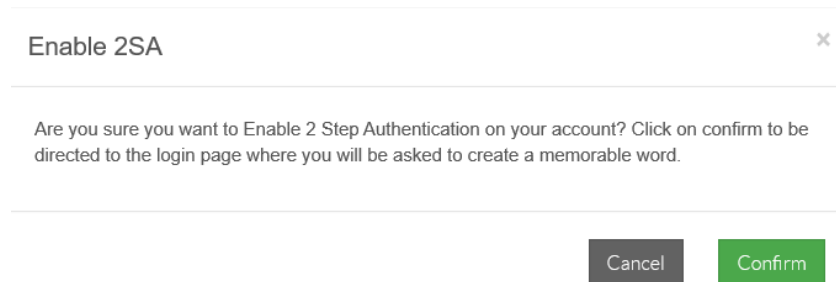 Enable 2SA
×
Are you sure you want to Enable 2 Step Authentication on your account? Click on confirm to be
directed to the login page where you will be asked to create a memorable word.
Cancel Confirm